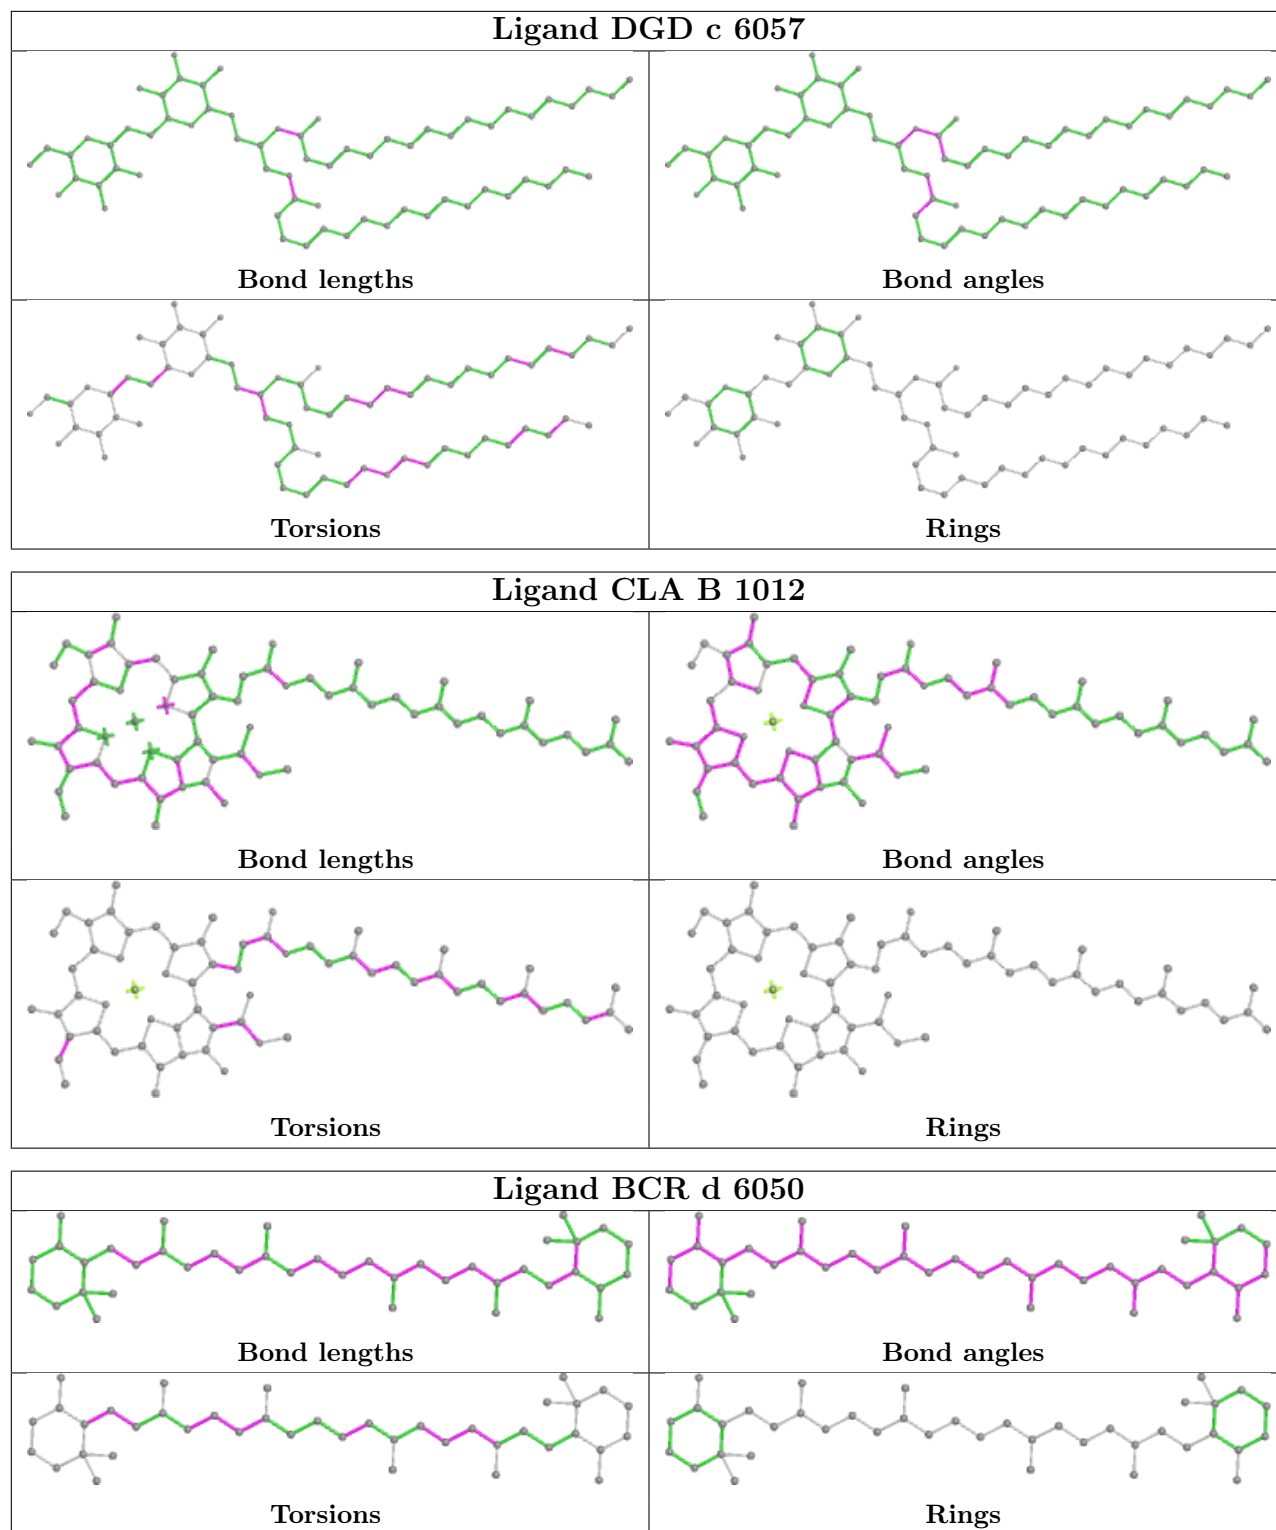 Ligand DGD c 6057
Bond lengths
Bond angles
Torsions
Rings
Ligand CLA B 1012
Bond lengths
Bond angles
Torsions
Rings
Ligand BCR d 6050
Bond lengths
Bond angles
Torsions
Rings